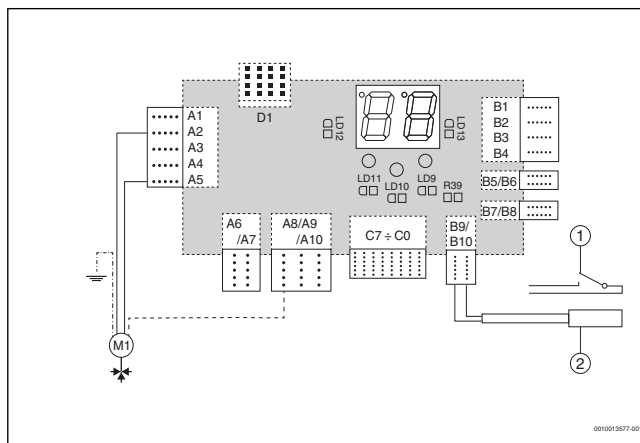 D1
A1
A2
A3
A4
A5
LD12
LD13
LD11
LD10
LD9
R39
B1
B2
B3
B4
B5/B6
B7/B8
A6
/A7
A8/A9
/A10
C7÷C0
B9/
B10
1
2
M1
0010013577-001